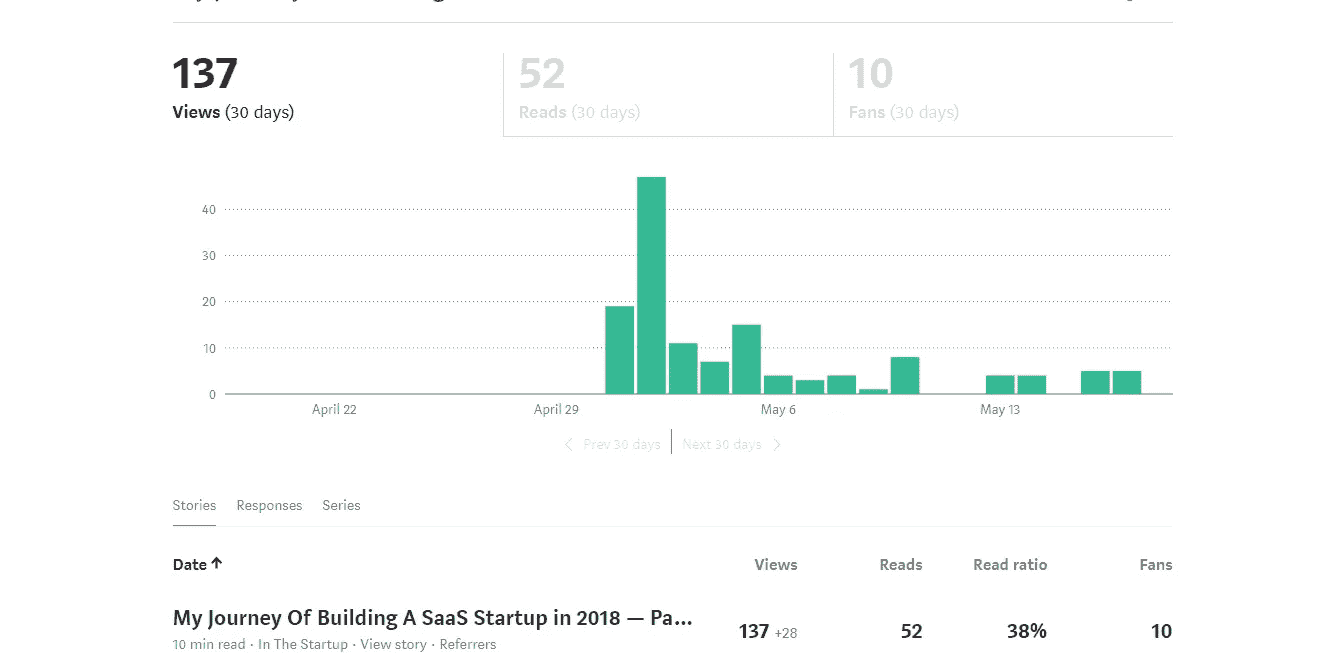 137 52 10
Views (30 days) Reads (30 days) Fans (30 days)
40
30
20
10
0
April 22 April 29 May 6 May 13
Prev 30 days Next 30 days
Stories Responses Series
Date ↑ Views Reads Read ratio Fans
My Journey Of Building A SaaS Startup in 2018 — Pa... 137 +28 52 38% 10
10 min read · In The Startup · View story · Referrers